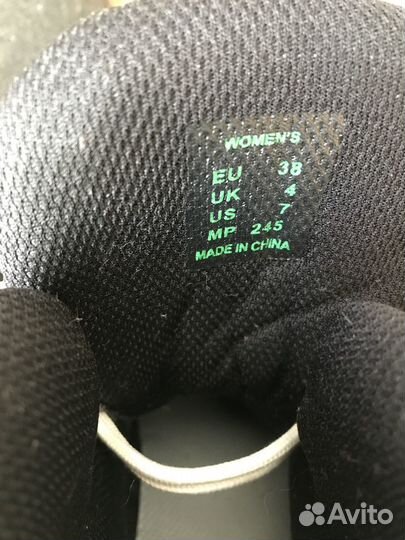 WOMEN'S
EU 38
UK 4
US 7
MP 245
MADE IN CHINA
Avito